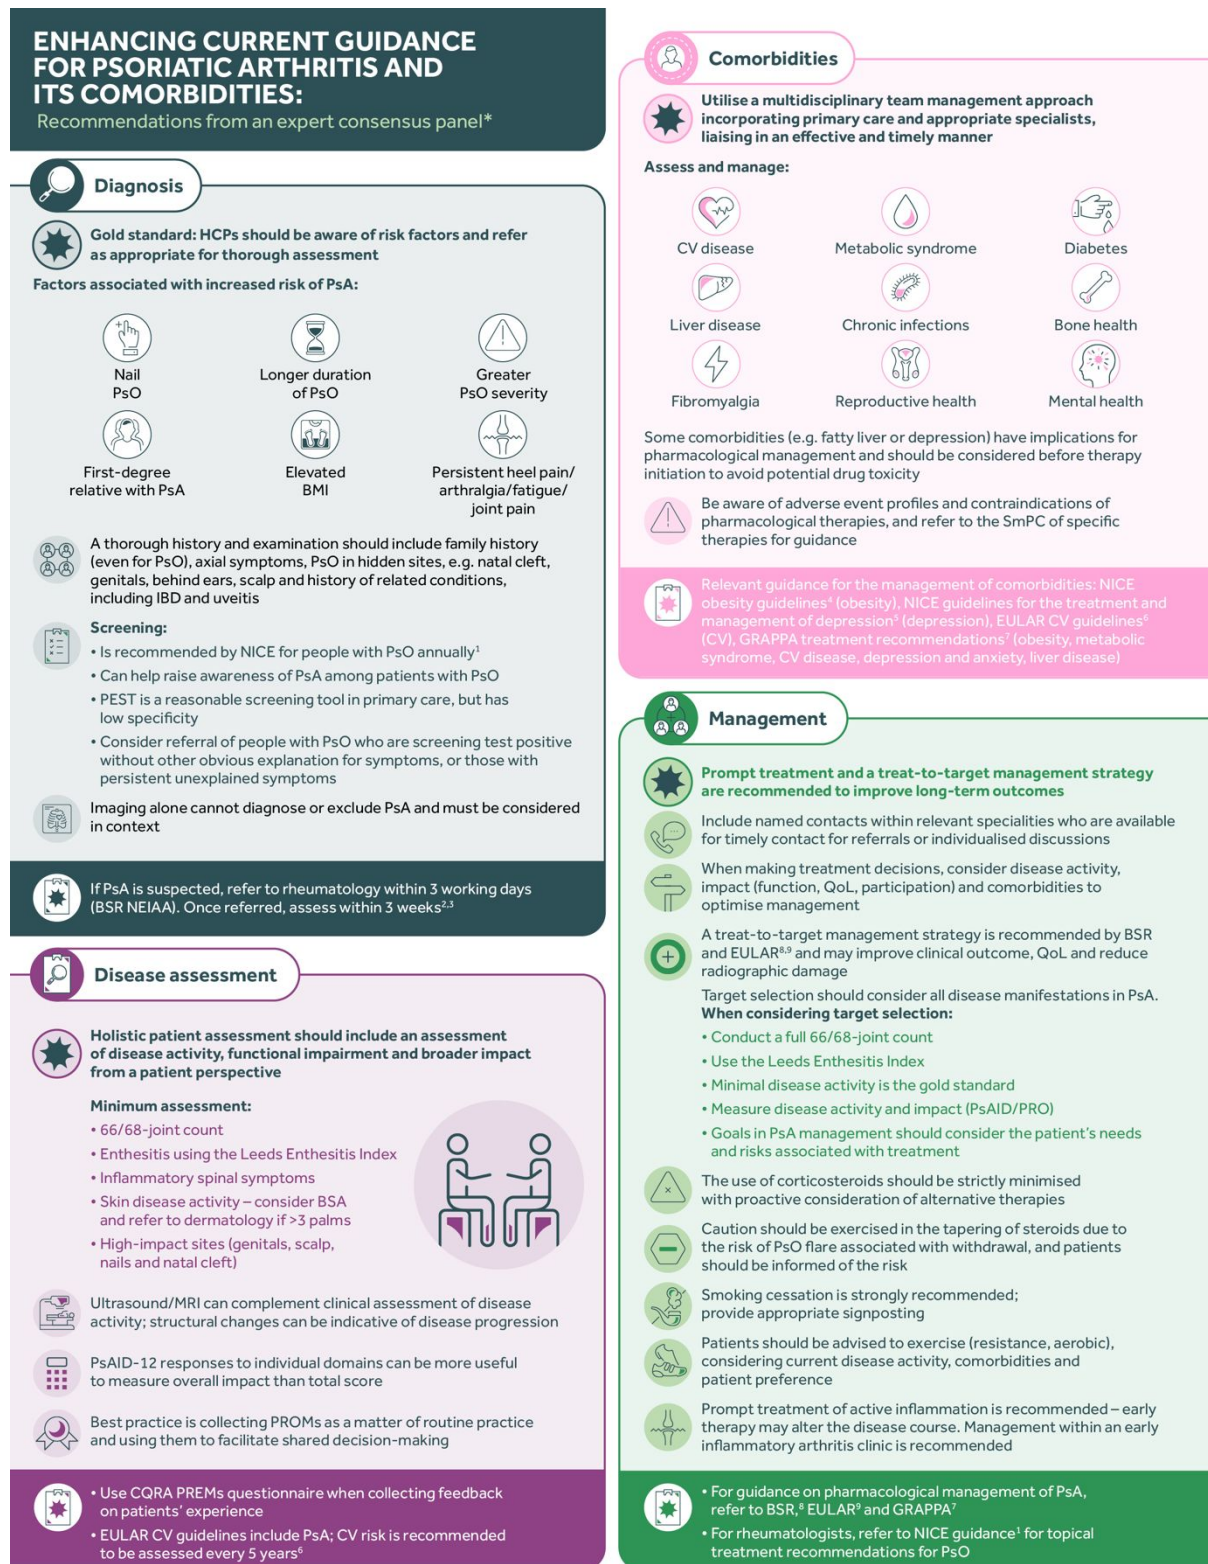 ENHANCING CURRENT GUIDANCE
FOR PSORIATIC ARTHRITIS AND
ITS COMORBIDITIES:
Recommendations from an expert consensus panel*
Diagnosis
Gold standard: HCPs should be aware of risk factors and refer
as appropriate for thorough assessment
Factors associated with increased risk of PsA:
Nail
PsO
Longer duration
of PsO
Greater
PsO severity
First-degree
relative with PsA
Elevated
BMI
Persistent heel pain/
arthralgia/fatigue/
joint pain
A thorough history and examination should include family history
(even for PsO), axial symptoms, PsO in hidden sites, e.g. natal cleft,
genitals, behind ears, scalp and history of related conditions,
including IBD and uveitis
Screening:
• Is recommended by NICE for people with PsO annually¹
• Can help raise awareness of PsA among patients with PsO
• PEST is a reasonable screening tool in primary care, but has
low specificity
• Consider referral of people with PsO who are screening test positive
without other obvious explanation for symptoms, or those with
persistent unexplained symptoms
Imaging alone cannot diagnose or exclude PsA and must be considered
in context
If PsA is suspected, refer to rheumatology within 3 working days
(BSR NEIAA). Once referred, assess within 3 weeks²,³
Disease assessment
Holistic patient assessment should include an assessment
of disease activity, functional impairment and broader impact
from a patient perspective
Minimum assessment:
• 66/68-joint count
• Enthesitis using the Leeds Enthesitis Index
• Inflammatory spinal symptoms
• Skin disease activity – consider BSA
and refer to dermatology if >3 palms
• High-impact sites (genitals, scalp,
nails and natal cleft)
Ultrasound/MRI can complement clinical assessment of disease
activity; structural changes can be indicative of disease progression
PsAID-12 responses to individual domains can be more useful
to measure overall impact than total score
Best practice is collecting PROMs as a matter of routine practice
and using them to facilitate shared decision-making
• Use CQRA PREMs questionnaire when collecting feedback
on patients' experience
• EULAR CV guidelines include PsA; CV risk is recommended
to be assessed every 5 years⁶
Comorbidities
Utilise a multidisciplinary team management approach
incorporating primary care and appropriate specialists,
liaising in an effective and timely manner
Assess and manage:
CV disease
Metabolic syndrome
Diabetes
Liver disease
Chronic infections
Bone health
Fibromyalgia
Reproductive health
Mental health
Some comorbidities (e.g. fatty liver or depression) have implications for
pharmacological management and should be considered before therapy
initiation to avoid potential drug toxicity
Be aware of adverse event profiles and contraindications of
pharmacological therapies, and refer to the SmPC of specific
therapies for guidance
Relevant guidance for the management of comorbidities: NICE
obesity guidelines⁴ (obesity), NICE guidelines for the treatment and
management of depression⁵ (depression), EULAR CV guidelines⁶
(CV), GRAPPA treatment recommendations⁷ (obesity, metabolic
syndrome, CV disease, depression and anxiety, liver disease)
Management
Prompt treatment and a treat-to-target management strategy
are recommended to improve long-term outcomes
Include named contacts within relevant specialities who are available
for timely contact for referrals or individualised discussions
When making treatment decisions, consider disease activity,
impact (function, QoL, participation) and comorbidities to
optimise management
A treat-to-target management strategy is recommended by BSR
and EULAR⁸,⁹ and may improve clinical outcome, QoL and reduce
radiographic damage
Target selection should consider all disease manifestations in PsA.
When considering target selection:
• Conduct a full 66/68-joint count
• Use the Leeds Enthesitis Index
• Minimal disease activity is the gold standard
• Measure disease activity and impact (PsAID/PRO)
• Goals in PsA management should consider the patient's needs
and risks associated with treatment
The use of corticosteroids should be strictly minimised
with proactive consideration of alternative therapies
Caution should be exercised in the tapering of steroids due to
the risk of PsO flare associated with withdrawal, and patients
should be informed of the risk
Smoking cessation is strongly recommended;
provide appropriate signposting
Patients should be advised to exercise (resistance, aerobic),
considering current disease activity, comorbidities and
patient preference
Prompt treatment of active inflammation is recommended – early
therapy may alter the disease course. Management within an early
inflammatory arthritis clinic is recommended
• For guidance on pharmacological management of PsA,
refer to BSR,⁸ EULAR⁹ and GRAPPA⁷
• For rheumatologists, refer to NICE guidance¹ for topical
treatment recommendations for PsO